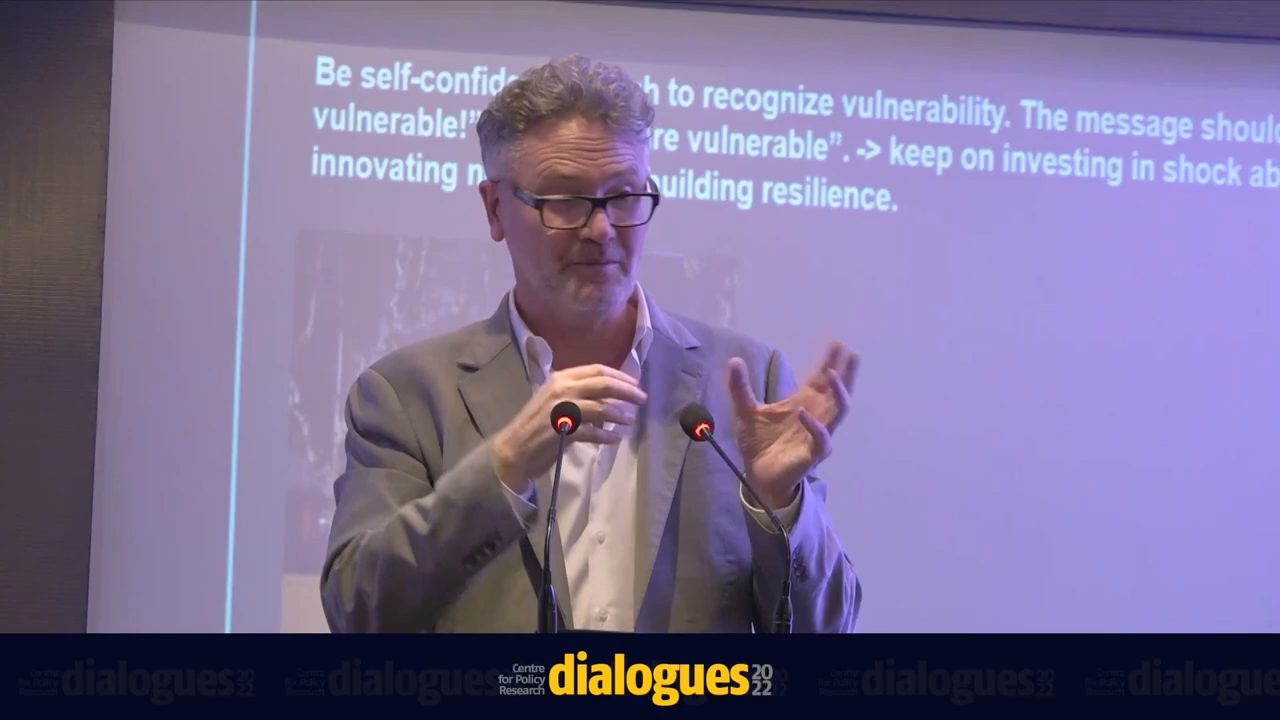 Be self-confide h to recognize vulnerability. The message shoul
vulnerable!” re vulnerable”. -> keep on investing in shock ab
innovating uilding resilience.
Centre
for Policy
Research
dialogues
20
22